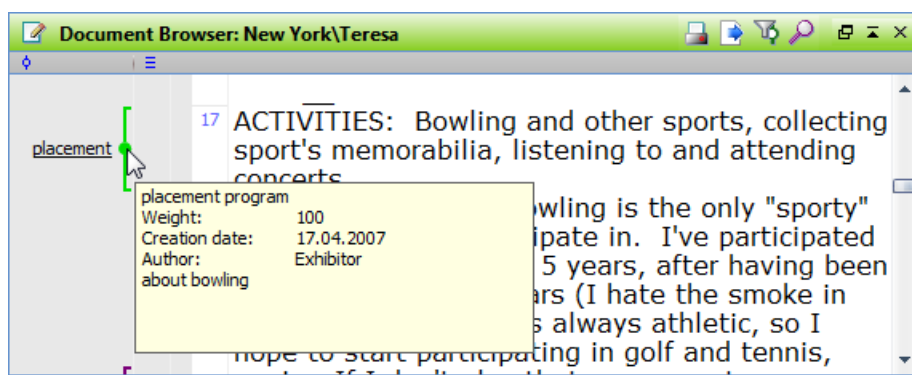 Document Browser: New York\Teresa
17
ACTIVITIES: Bowling and other sports, collecting
placement
sport's memorabilia, listening to and attending
concerts
placement program
Weight: 100
Creation date: 17.04.2007
Author: Exhibitor
about bowling
wling is the only "sporty"
ipate in. I've participated
5 years, after having been
ars (I hate the smoke in
s always athletic, so I
hope to start participating in golf and tennis,